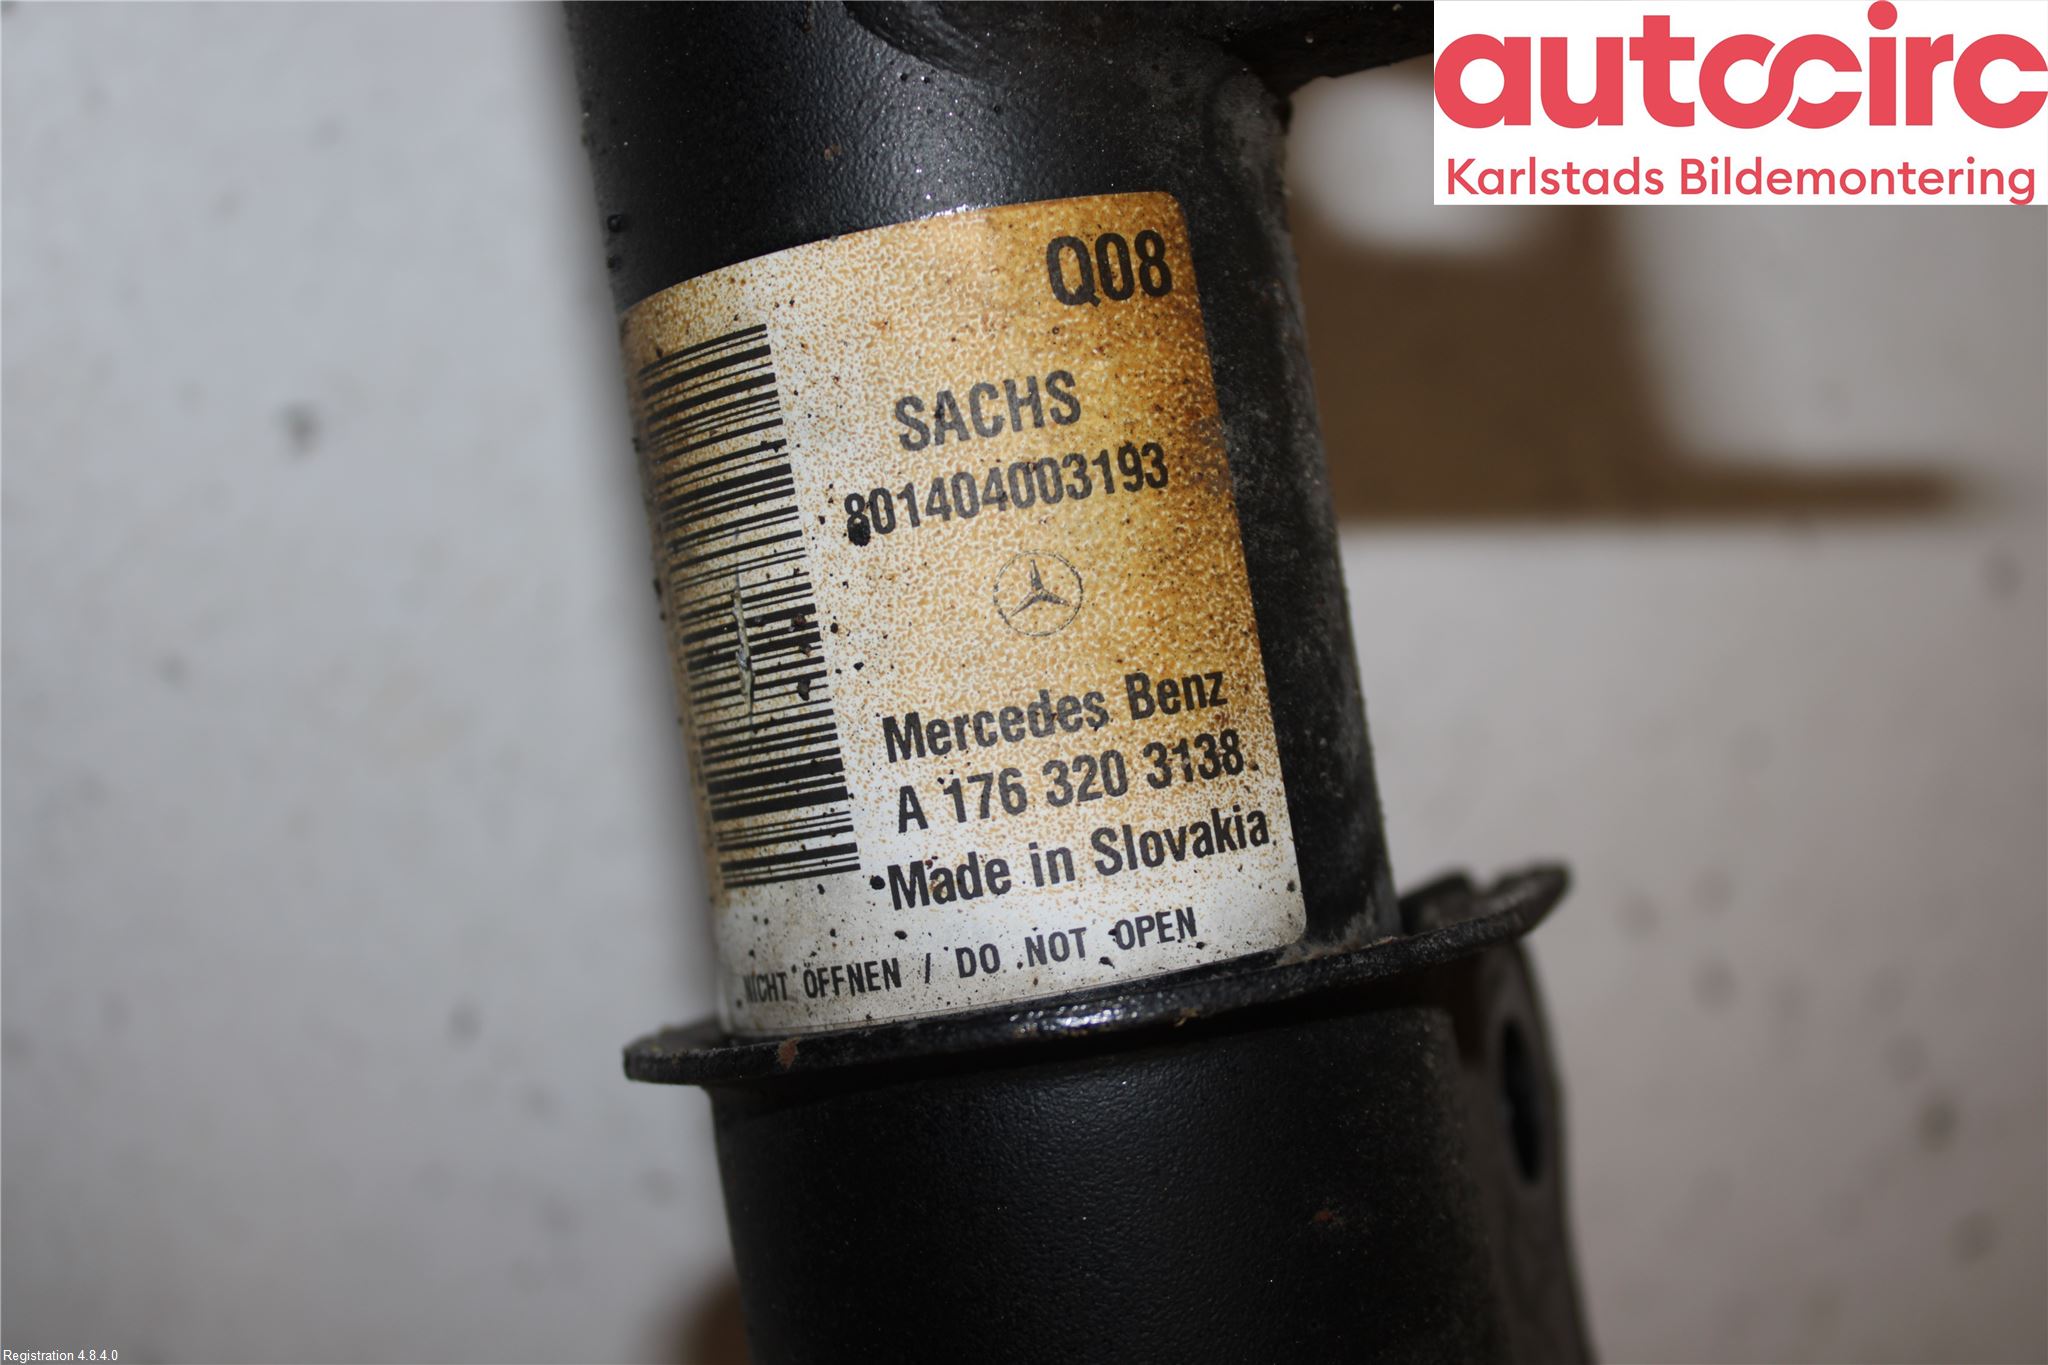 autocirc
Karlstads Bildemontering
Q08
SACHS
801404003193
Mercedes Benz
A 176 320 3138
Made in Slovakia
NICHT ÖFFNEN / DO NOT OPEN
Registration 4.8.4.0